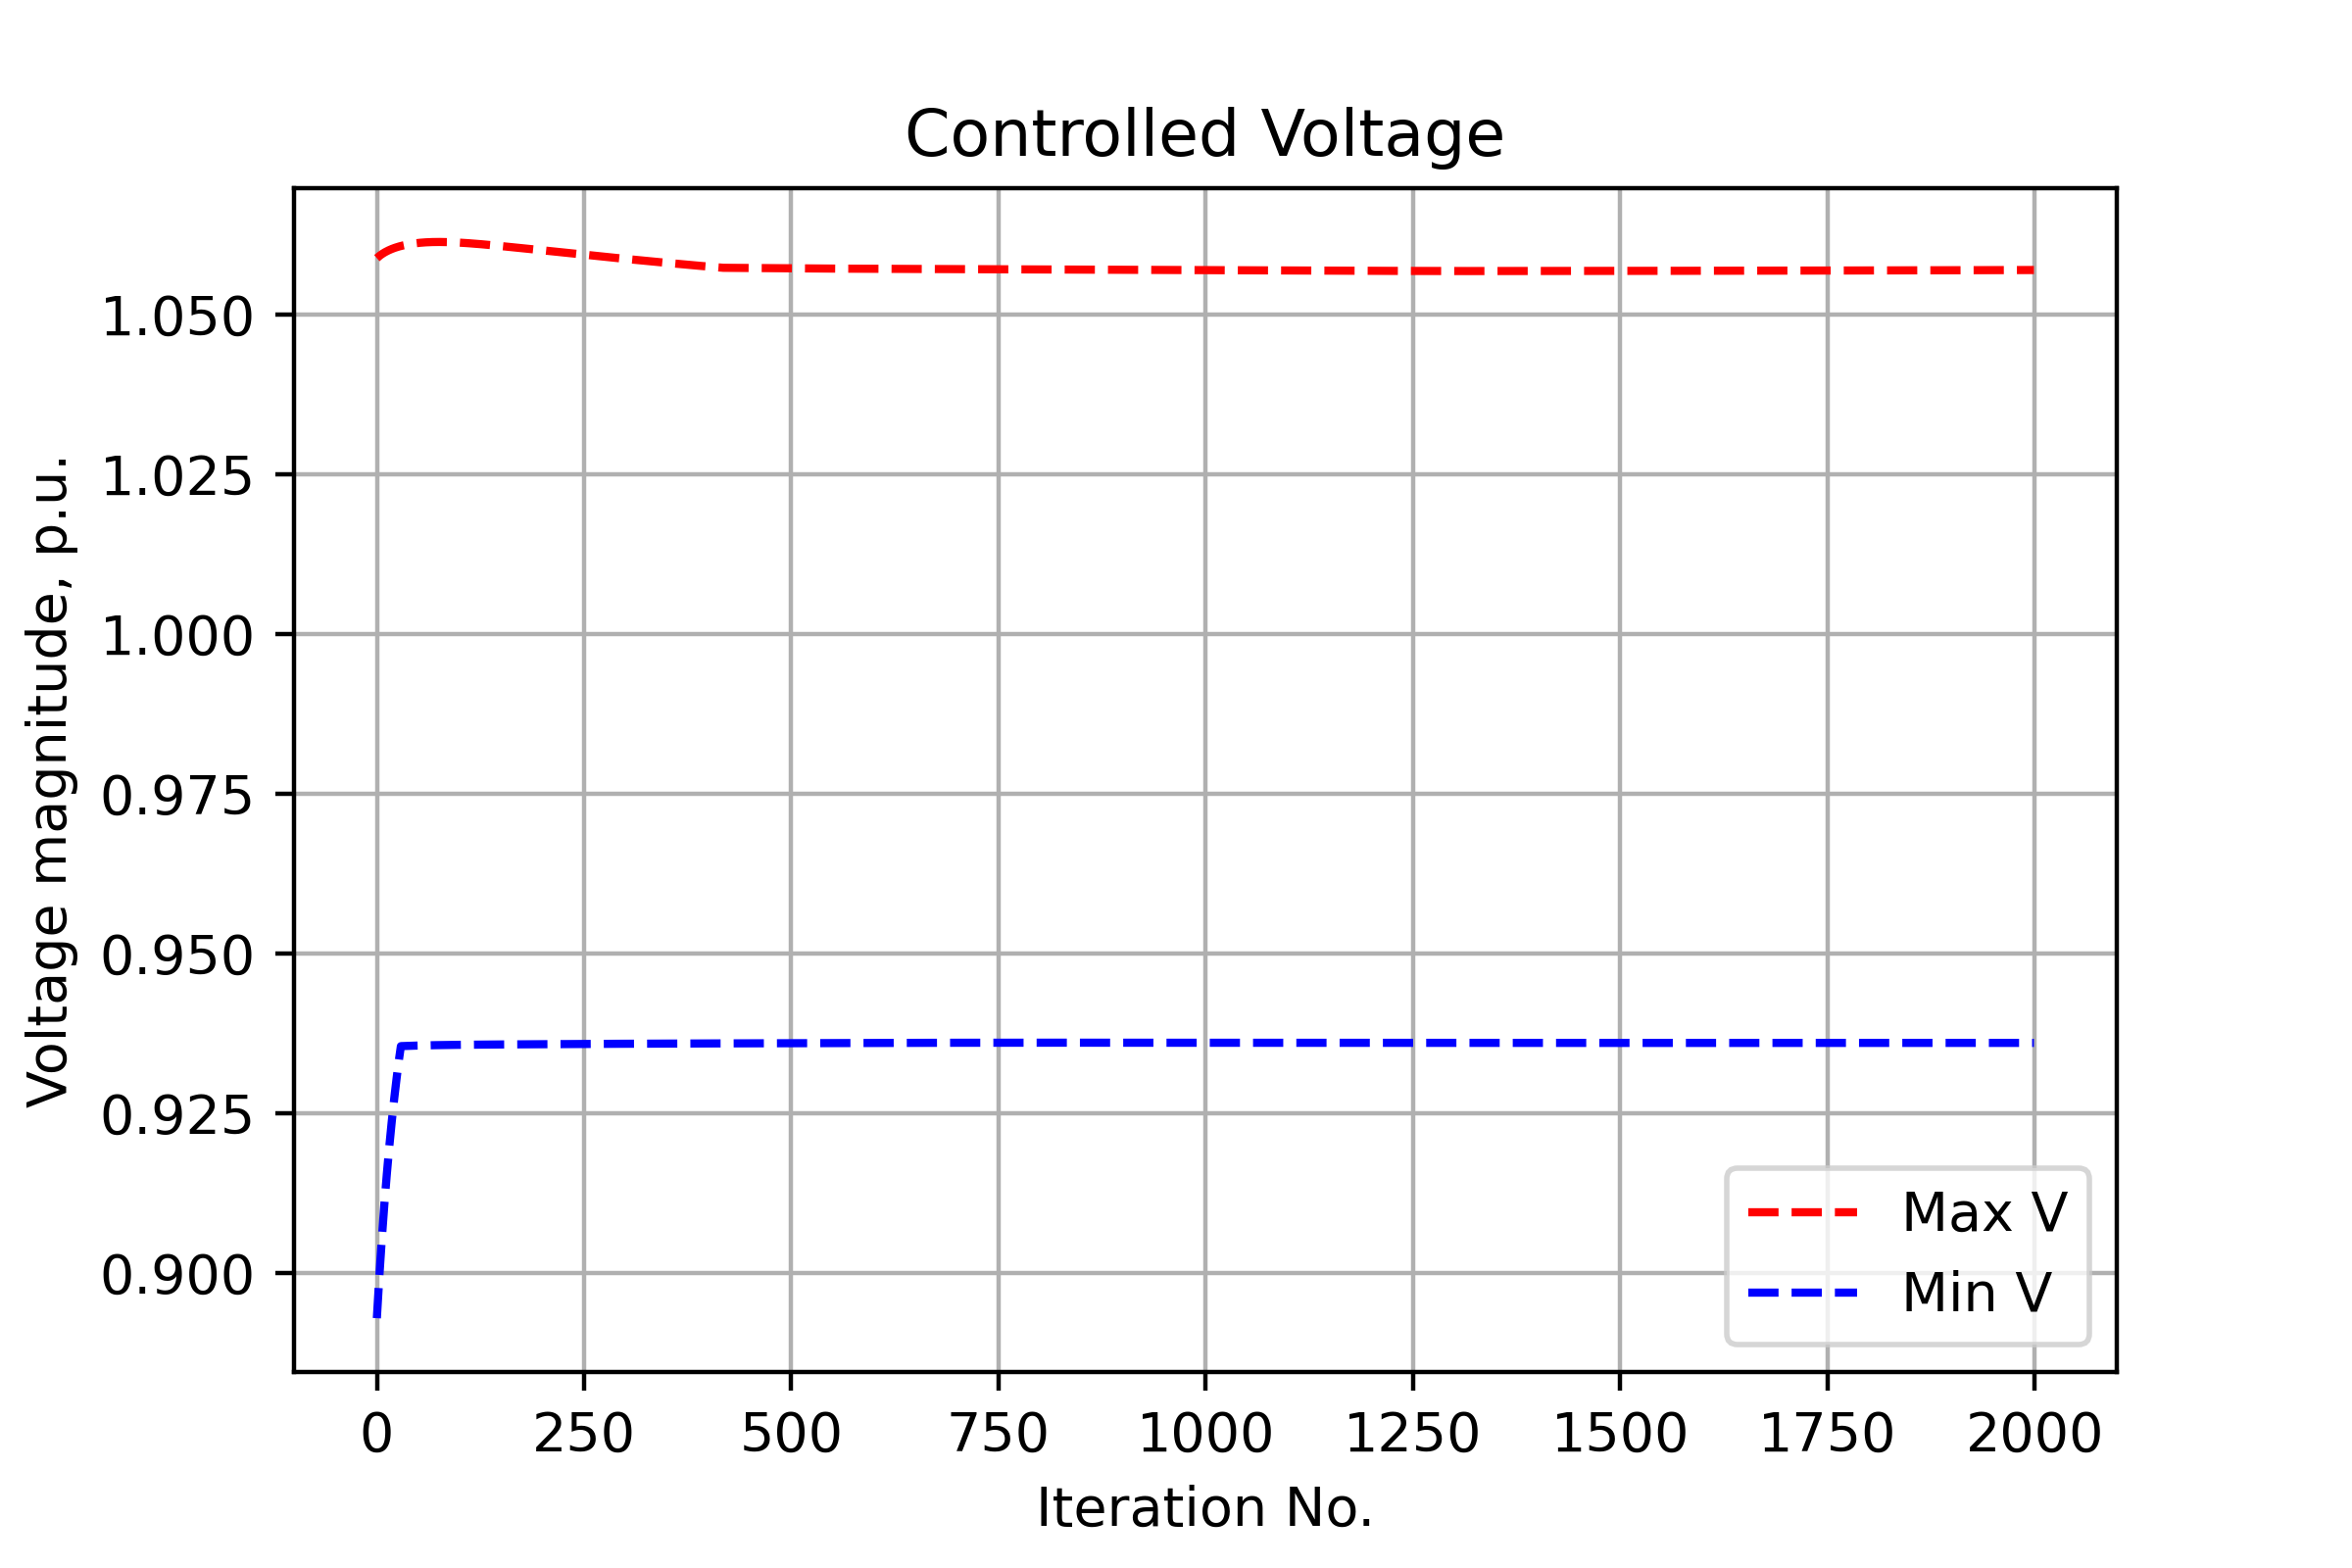 Controlled Voltage
Voltage magnitude, p.u.
1.050
1.025
1.000
0.975
0.950
0.925
0.900
Max V
Min V
0 250 500 750 1000 1250 1500 1750 2000
Iteration No.